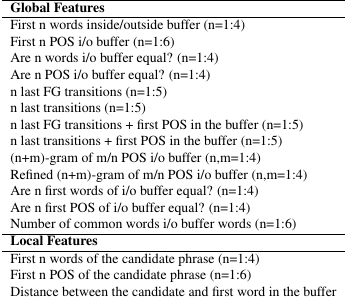 Global Features
First n words inside/outside buffer (n=1:4)
First n POS i/o buffer (n=1:6)
Are n words i/o buffer equal? (n=1:4)
Are n POS i/o buffer equal? (n=1:4)
n last FG transitions (n=1:5)
n last transitions (n=1:5)
n last FG transitions + first POS in the buffer (n=1:5)
n last transitions + first POS in the buffer (n=1:5)
(n+m)-gram of m/n POS i/o buffer (n,m=1:4)
Refined (n+m)-gram of m/n POS i/o buffer (n,m=1:4)
Are n first words of i/o buffer equal? (n=1:4)
Are n first POS of i/o buffer equal? (n=1:4)
Number of common words i/o buffer words (n=1:6)
Local Features
First n words of the candidate phrase (n=1:4)
First n POS of the candidate phrase (n=1:6)
Distance between the candidate and first word in the buffer